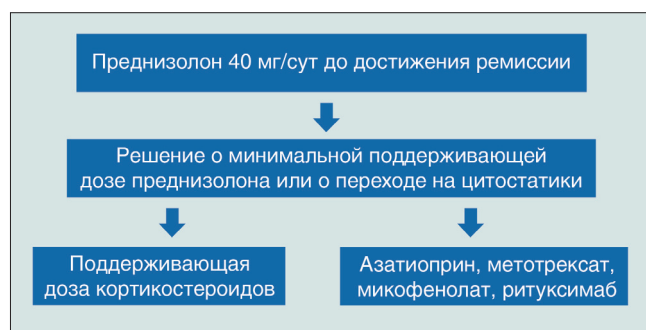 Преднизолон 40 мг/сут до достижения ремиссии
Решение о минимальной поддерживающей
дозе преднизолона или о переходе на цитостатики
Поддерживающая
доза кортикостероидов
Азатиоприн, метотрексат,
микофенолат, ритуксимаб